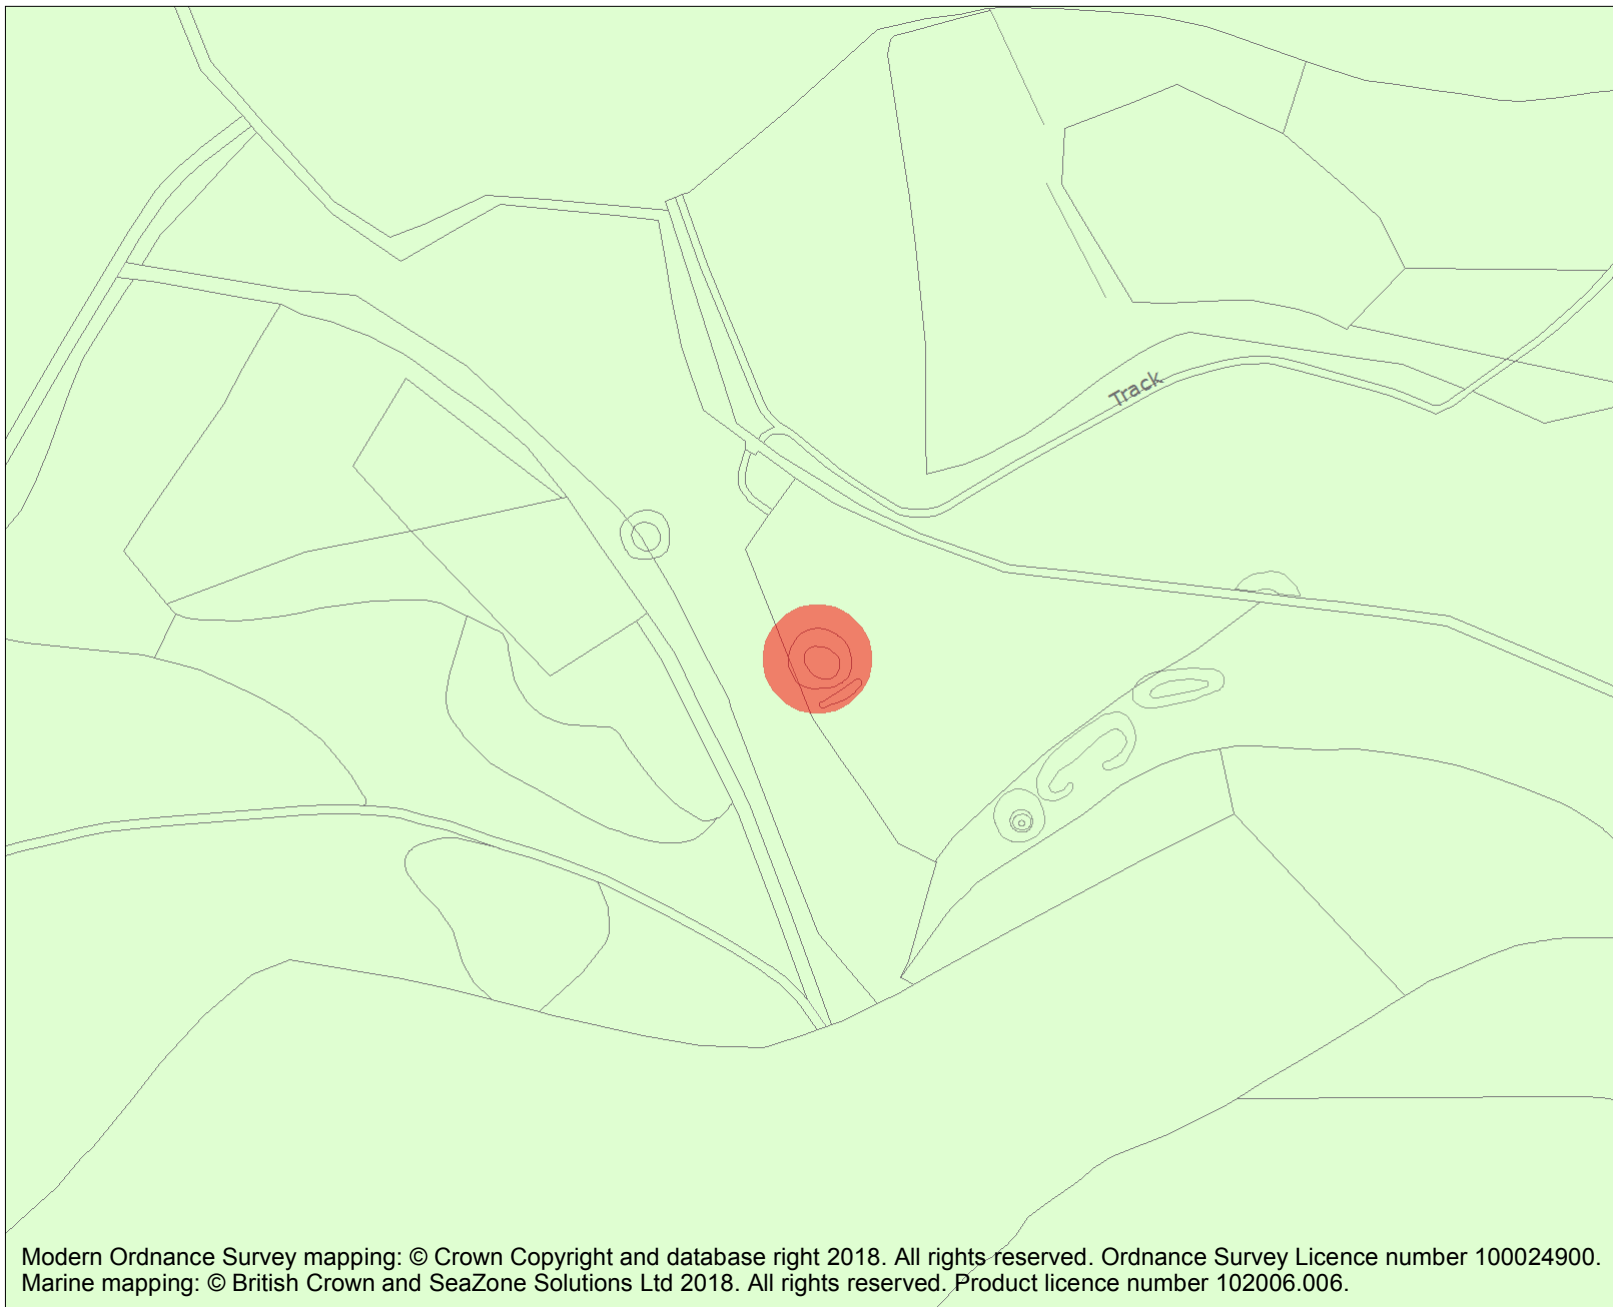 Track
Modern Ordnance Survey mapping: © Crown Copyright and database right 2018. All rights reserved. Ordnance Survey Licence number 100024900.
Marine mapping: © British Crown and SeaZone Solutions Ltd 2018. All rights reserved. Product licence number 102006.006.